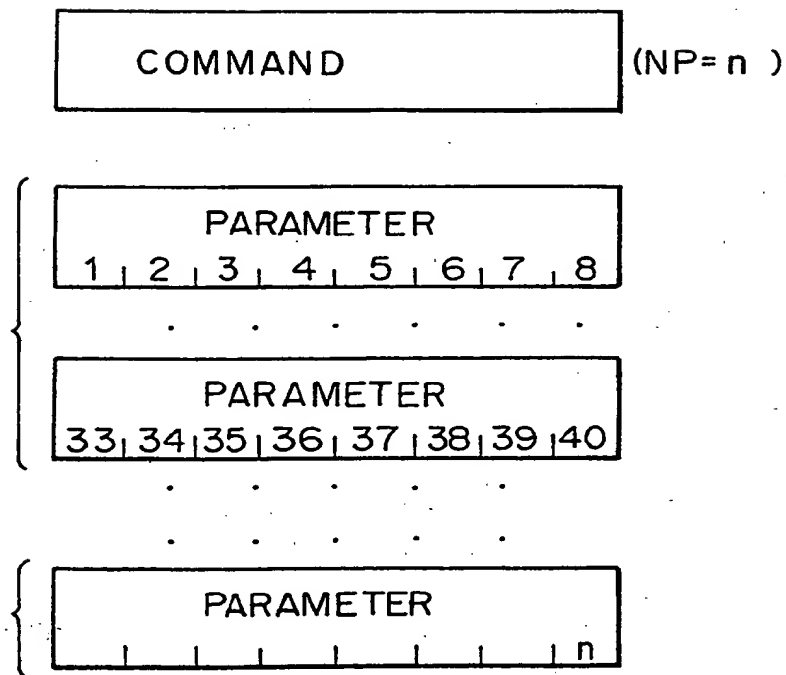 COMMAND (NP= n )
PARAMETER
1 2 3 4 5 6 7 8
PARAMETER
33 34 35 36 37 38 39 40
PARAMETER
n